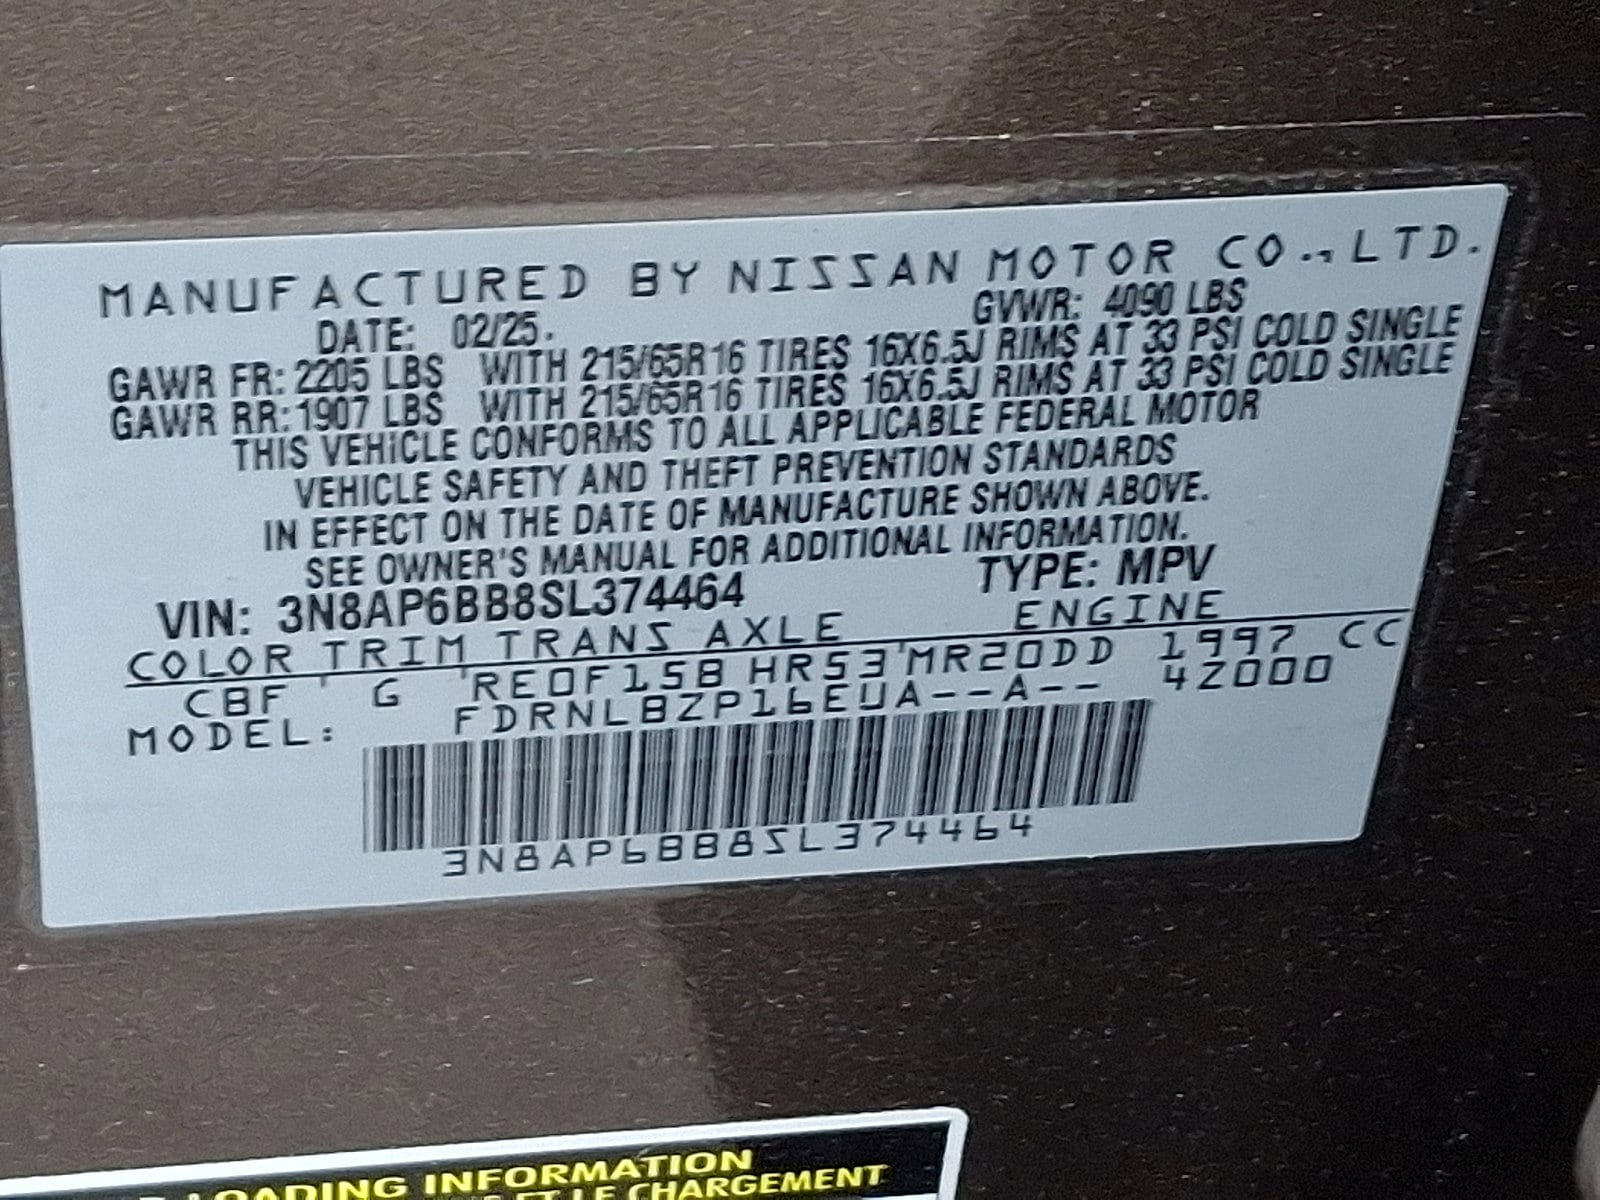 MANUFACTURED BY NISSAN MOTOR CO.,LTD.
DATE: 02/25. GVWR: 4090 LBS
GAWR FR: 2205 LBS WITH 215/65R16 TIRES 16X6.5J RIMS AT 33 PSI COLD SINGLE
GAWR RR: 1907 LBS WITH 215/65R16 TIRES 16X6.5J RIMS AT 33 PSI COLD SINGLE
THIS VEHICLE CONFORMS TO ALL APPLICABLE FEDERAL MOTOR
VEHICLE SAFETY AND THEFT PREVENTION STANDARDS
IN EFFECT ON THE DATE OF MANUFACTURE SHOWN ABOVE.
SEE OWNER'S MANUAL FOR ADDITIONAL INFORMATION.
VIN: 3N8AP6BB8SL374464 TYPE: MPV
COLOR TRIM TRANS AXLE ENGINE
CBF G RE0F15B HR53 MR20DD 1997 CC
MODEL: FDRNLBZP16EUA--A-- 4Z000
3N8AP6BB8SL374464
LOADING INFORMATION
ET LE CHARGEMENT